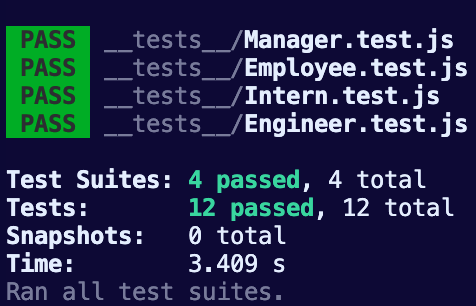 PASS __tests__/Manager.test.js
PASS __tests__/Employee.test.js
PASS __tests__/Intern.test.js
PASS __tests__/Engineer.test.js
Test Suites: 4 passed, 4 total
Tests: 12 passed, 12 total
Snapshots: 0 total
Time: 3.409 s
Ran all test suites.